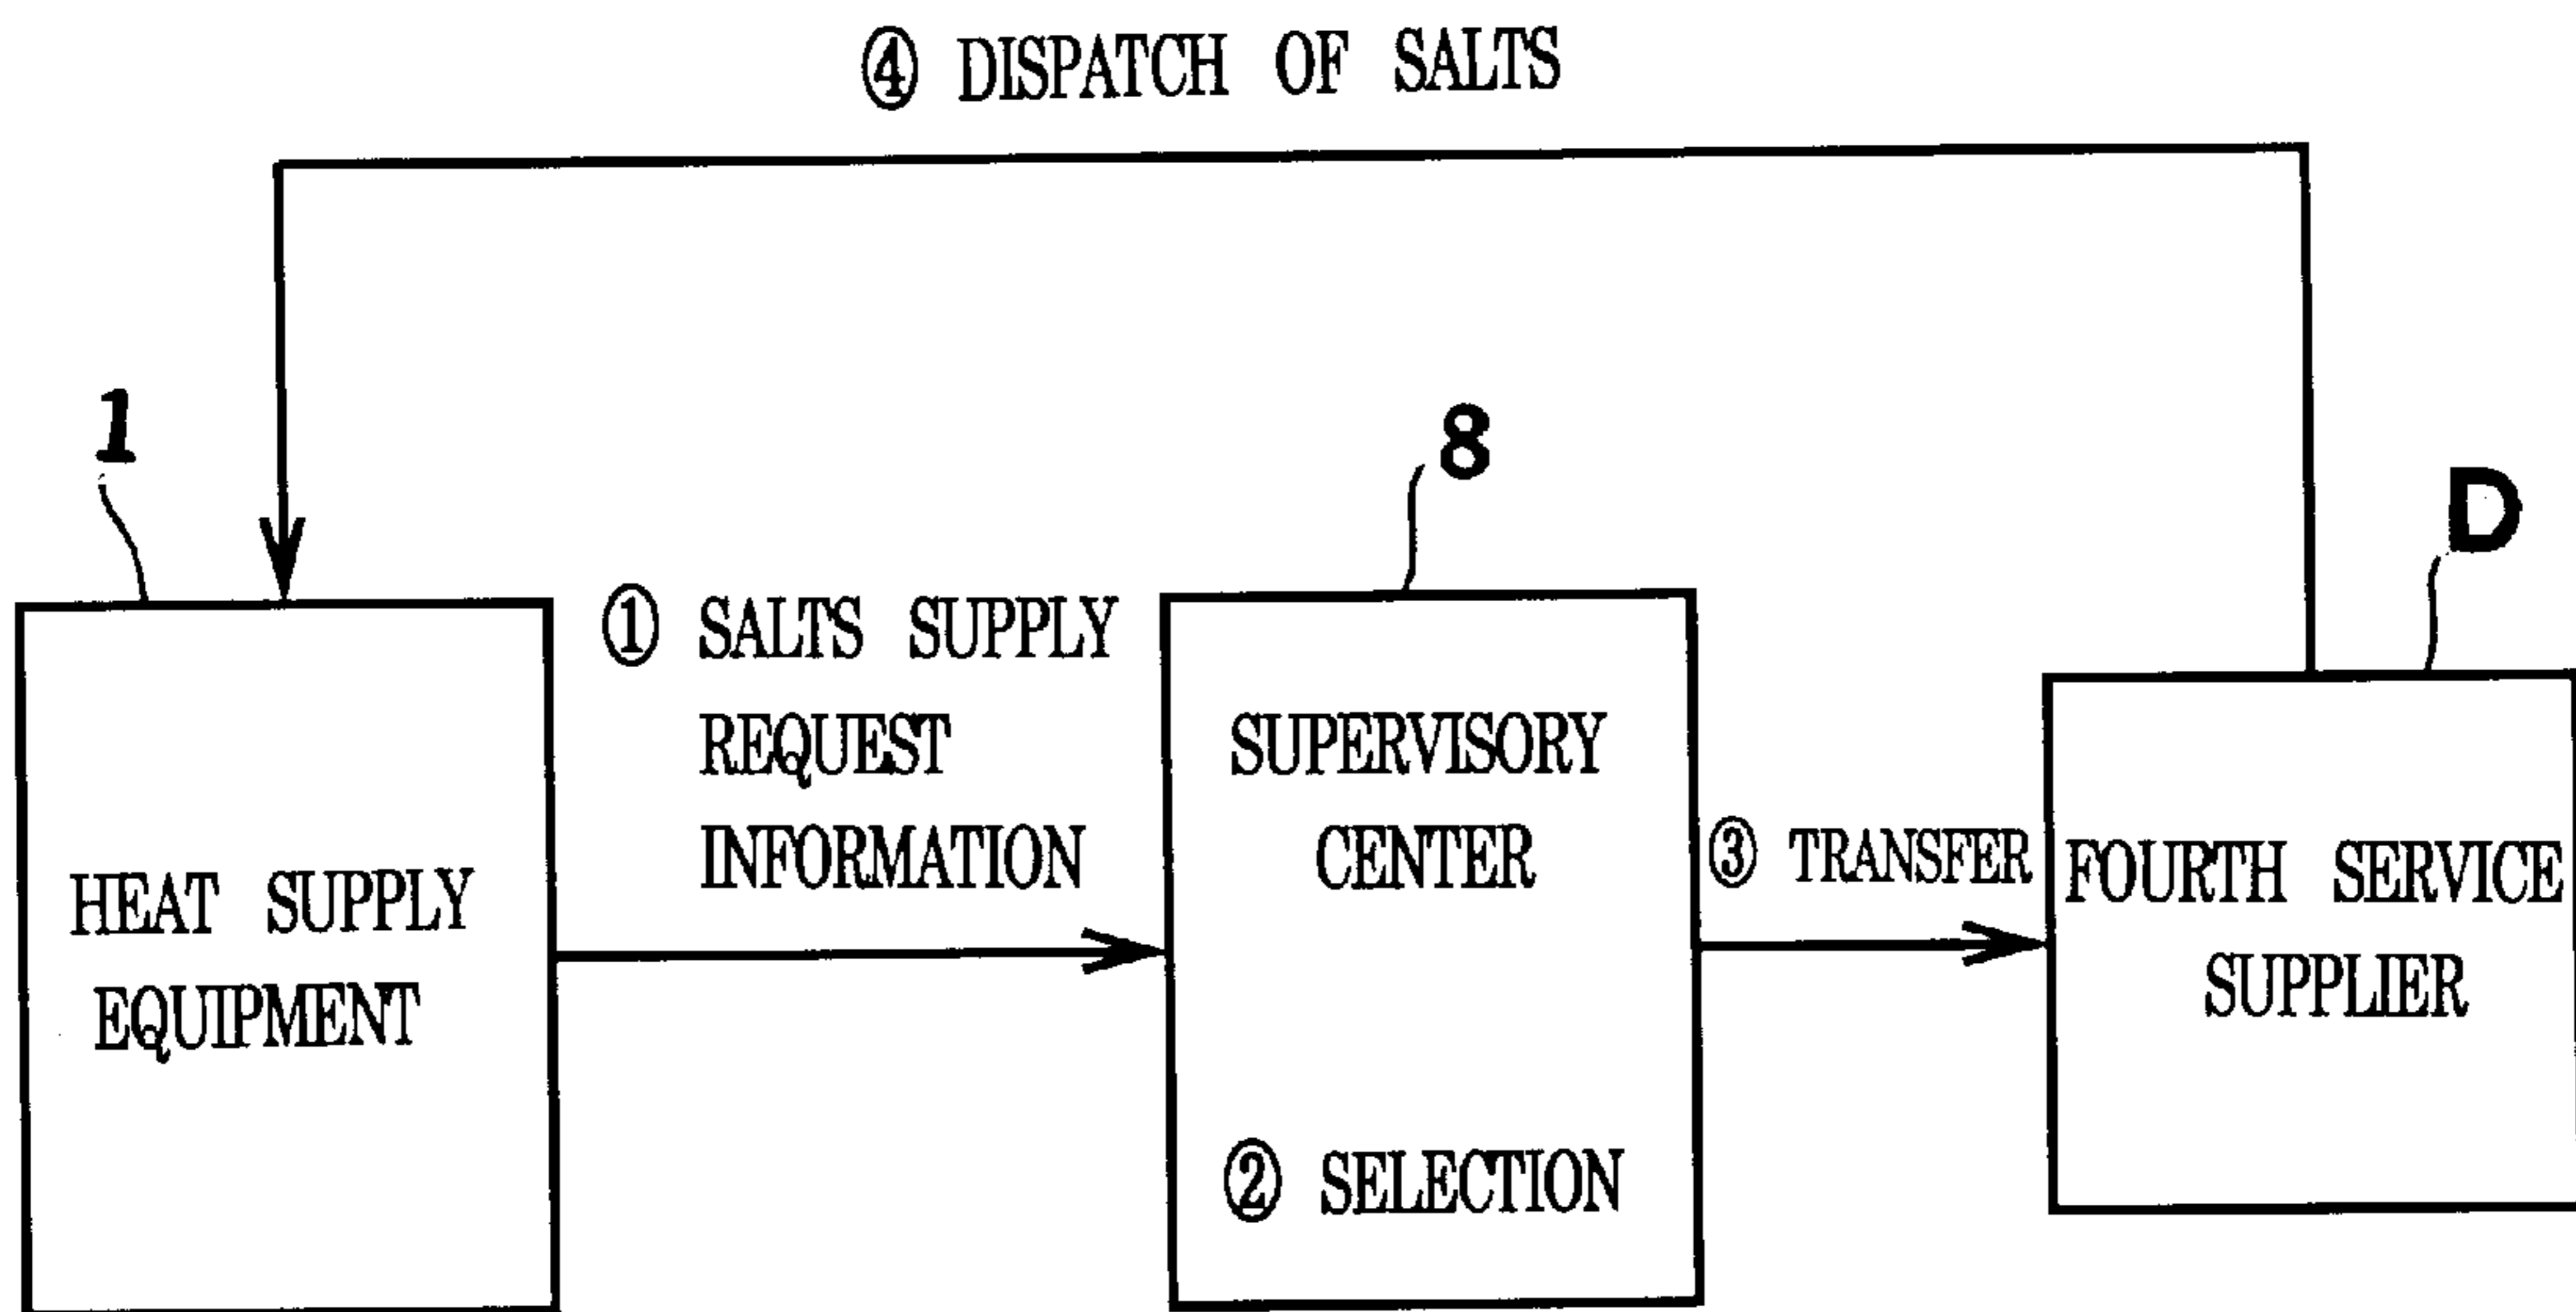 ④ DISPATCH OF SALTS
1
8
D
① SALTS SUPPLY
REQUEST
INFORMATION
HEAT SUPPLY
EQUIPMENT
SUPERVISORY
CENTER
② SELECTION
③ TRANSFER
FOURTH SERVICE
SUPPLIER